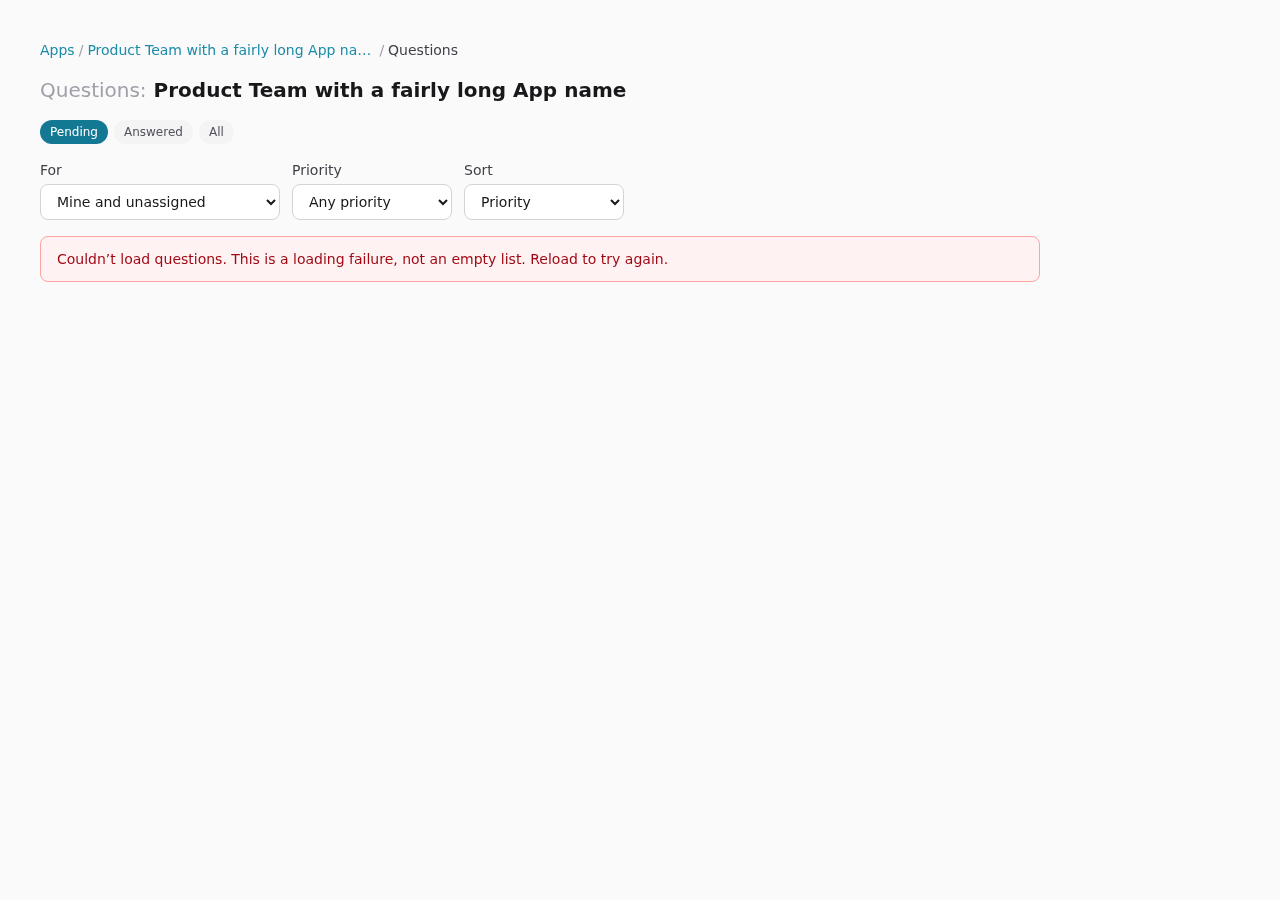 Apps / Product Team with a fairly long App na… / Questions
Questions: Product Team with a fairly long App name
Pending Answered All
For Priority Sort
Mine and unassigned Any priority Priority
Couldn’t load questions. This is a loading failure, not an empty list. Reload to try again.